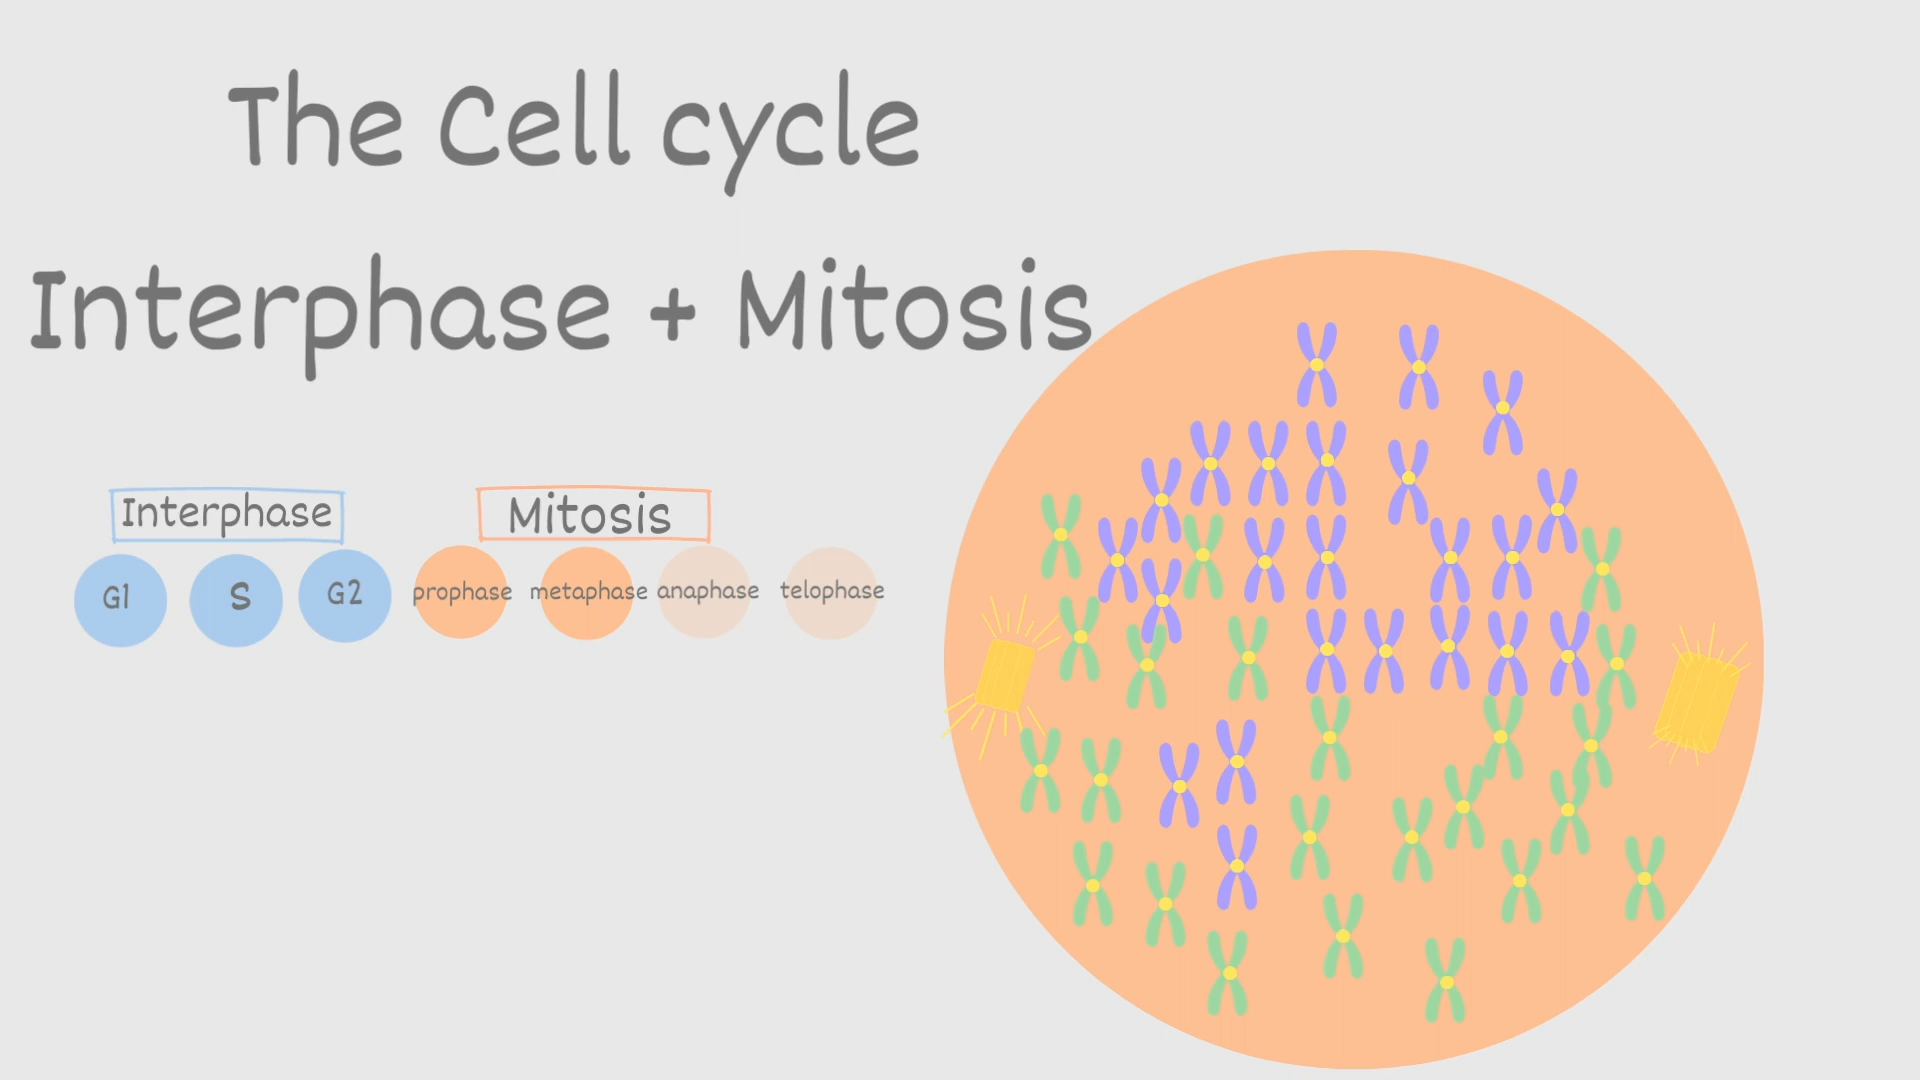 The Cell cycle
Interphase + Mitosis
Interphase
Mitosis
G1
S
G2
prophase
metaphase
anaphase
telophase